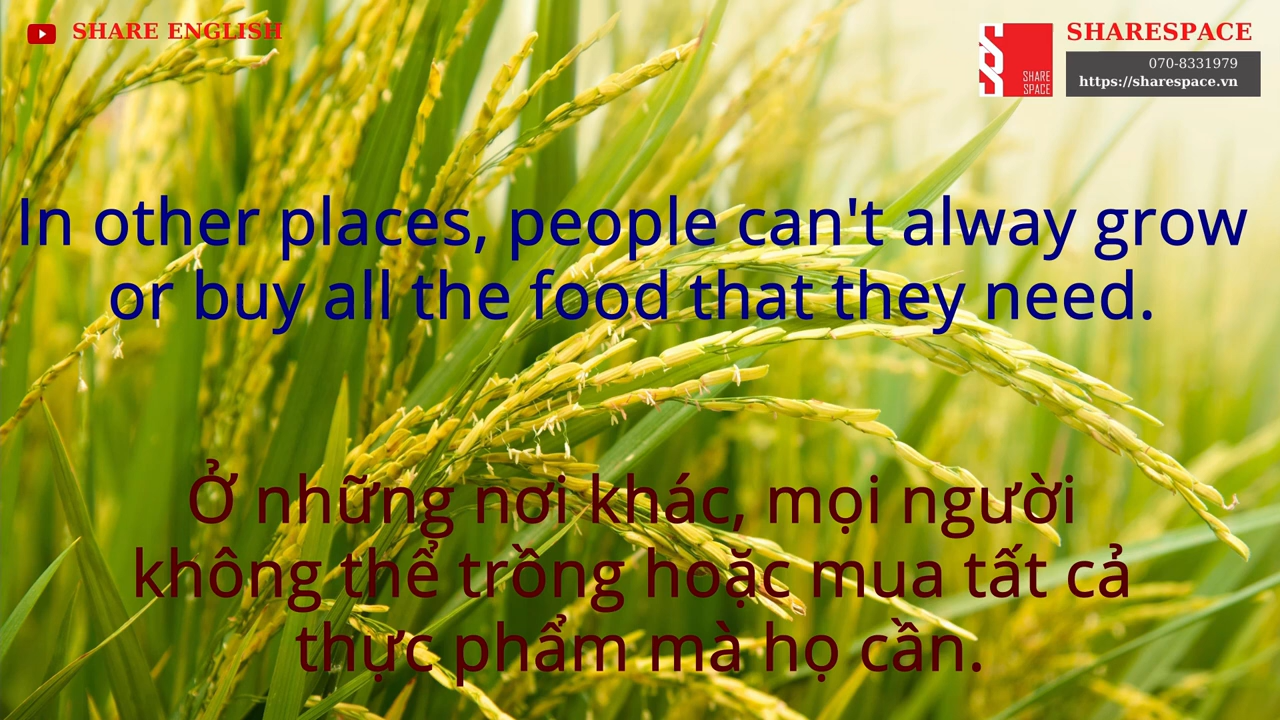 SHARE ENGLISH
SHARESPACE
070-8331979
https://sharespace.vn
SHARE
SPACE
In other places, people can't alway grow
or buy all the food that they need.
Ở những nơi khác, mọi người
không thể trồng hoặc mua tất cả
thực phẩm mà họ cần.